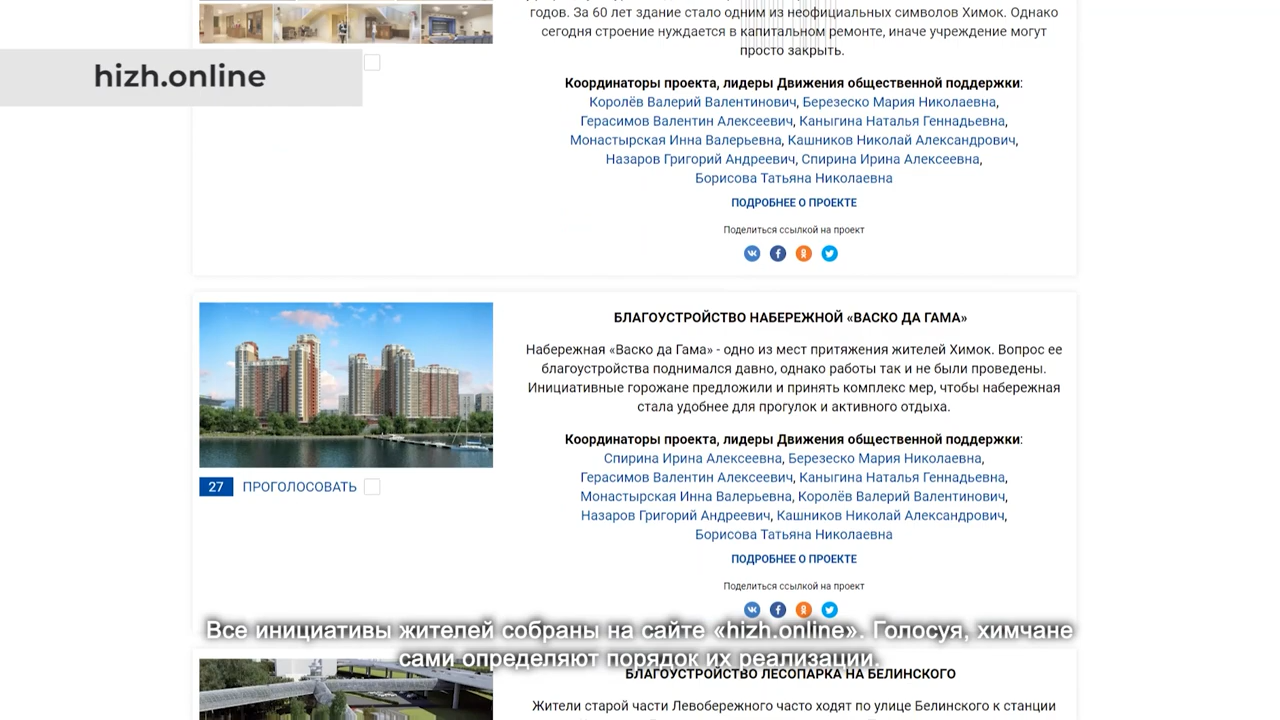 годов. За 60 лет здание стало одним из неофициальных символов Химок. Однако
сегодня строение нуждается в капитальном ремонте, иначе учреждение могут
просто закрыть.
hizh.online
Координаторы проекта, лидеры Движения общественной поддержки:
Королёв Валерий Валентинович, Березеско Мария Николаевна,
Герасимов Валентин Алексеевич, Каныгина Наталья Геннадьевна,
Монастырская Инна Валерьевна, Кашников Николай Александрович,
Назаров Григорий Андреевич, Спирина Ирина Алексеевна,
Борисова Татьяна Николаевна
ПОДРОБНЕЕ О ПРОЕКТЕ
Поделиться ссылкой на проект
БЛАГОУСТРОЙСТВО НАБЕРЕЖНОЙ «ВАСКО ДА ГАМА»
Набережная «Васко да Гама» - одно из мест притяжения жителей Химок. Вопрос ее
благоустройства поднимался давно, однако работы так и не были проведены.
Инициативные горожане предложили и принять комплекс мер, чтобы набережная
стала удобнее для прогулок и активного отдыха.
Координаторы проекта, лидеры Движения общественной поддержки:
Спирина Ирина Алексеевна, Березеско Мария Николаевна,
Герасимов Валентин Алексеевич, Каныгина Наталья Геннадьевна,
Монастырская Инна Валерьевна, Королёв Валерий Валентинович,
Назаров Григорий Андреевич, Кашников Николай Александрович,
Борисова Татьяна Николаевна
27 ПРОГОЛОСОВАТЬ
ПОДРОБНЕЕ О ПРОЕКТЕ
Поделиться ссылкой на проект
Все инициативы жителей собраны на сайте «hizh.online». Голосуя, химчане
сами определяют порядок их реализации.
БЛАГОУСТРОЙСТВО ЛЕСОПАРКА НА БЕЛИНСКОГО
Жители старой части Левобережного часто ходят по улице Белинского к станции